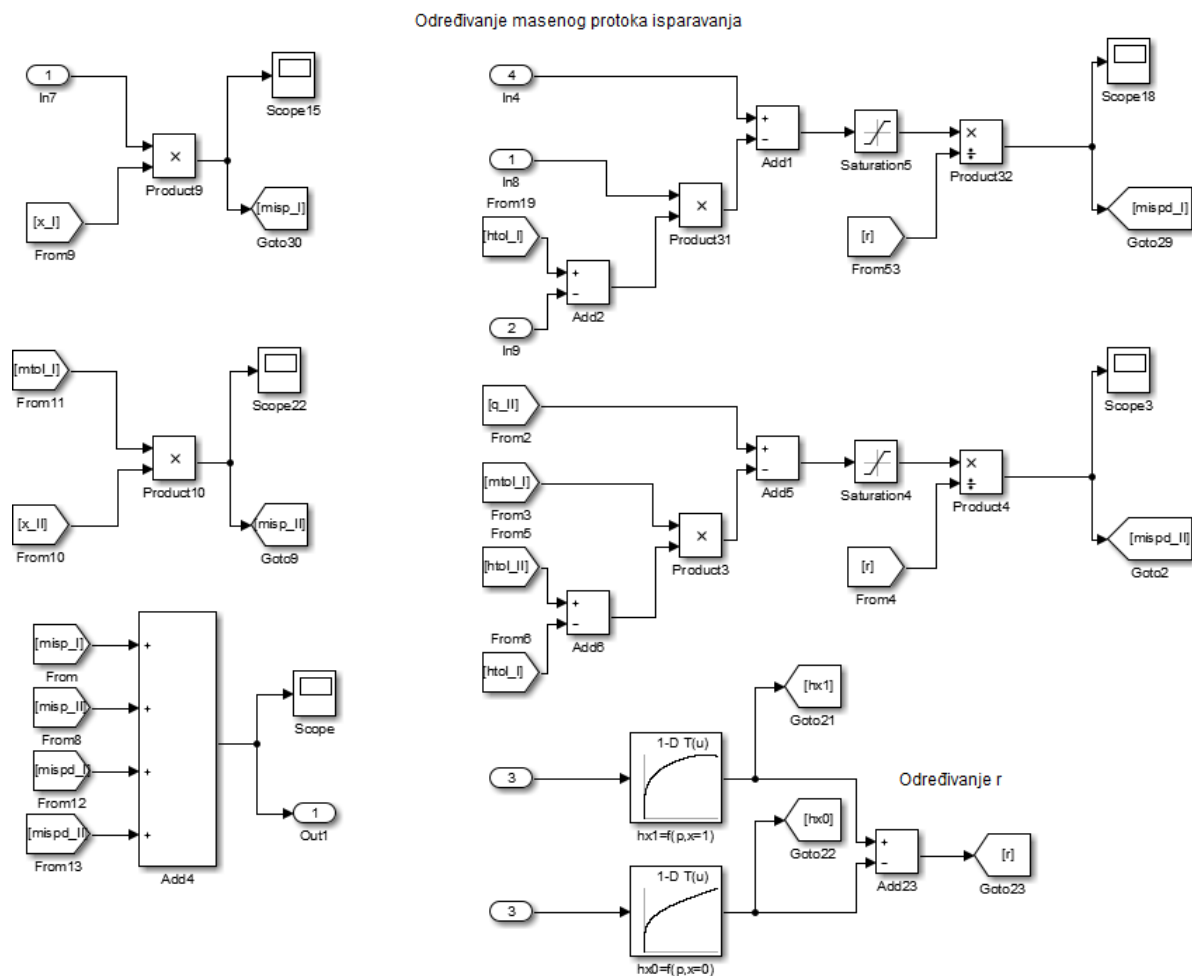 Određivanje masenog protoka isparavanja
1
In7
Scope15
×
Product9
[x_I]
From9
[misp_I]
Goto30
4
In4
+
−
Add1
Saturation5
×
÷
Product32
Scope18
1
In8
From19
×
Product31
[htol_I]
+
−
Add2
2
In9
[r]
From53
[mispd_I]
Goto29
[mtol_I]
From11
Scope22
×
Product10
[x_II]
From10
[misp_II]
Goto9
[q_II]
From2
+
−
Add5
Saturation4
×
÷
Product4
Scope3
[mtol_I]
From3
From5
×
Product3
[htol_II]
+
−
Add6
From6
[htol_I]
[r]
From4
[mispd_II]
Goto2
[misp_I]
From
+
[misp_II]
From8
+
[mispd_I]
From12
+
[mispd_II]
From13
+
Add4
Scope
1
Out1
3
1-D T(u)
hx1=f(p,x=1)
[hx1]
Goto21
Određivanje r
3
1-D T(u)
hx0=f(p,x=0)
[hx0]
Goto22
+
−
Add23
[r]
Goto23